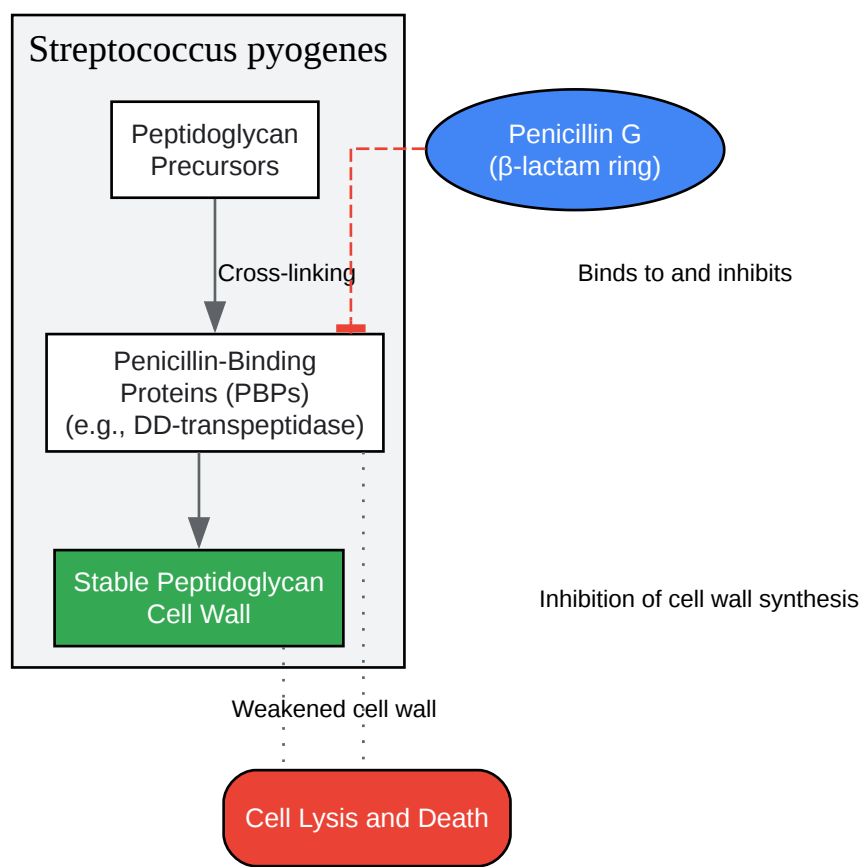 Streptococcus pyogenes
Peptidoglycan
Precursors
Penicillin G
(β-lactam ring)
Cross-linking
Binds to and inhibits
Penicillin-Binding
Proteins (PBPs)
(e.g., DD-transpeptidase)
Stable Peptidoglycan
Cell Wall
Inhibition of cell wall synthesis
Weakened cell wall
Cell Lysis and Death